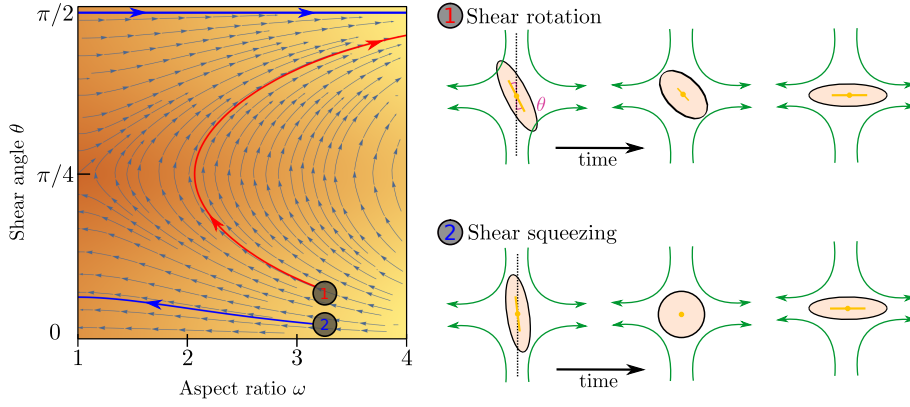 π/2
π/4
0
Shear angle θ
1
2
3
4
Aspect ratio ω
1
2
1 Shear rotation
θ
time
2 Shear squeezing
time